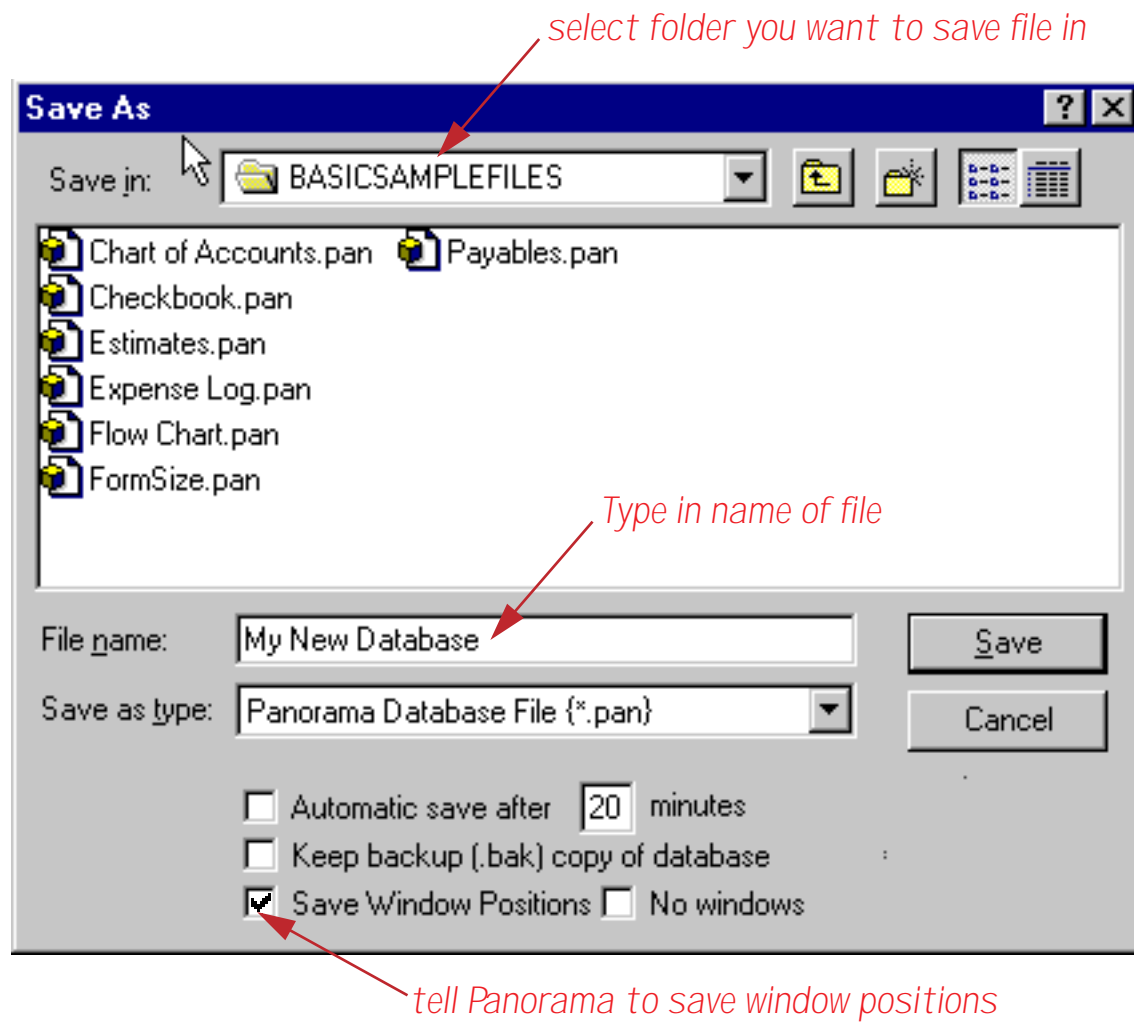 select folder you want to save file in
Save As
Save in: BASICSAMPLEFILES
Chart of Accounts.pan Payables.pan
Checkbook.pan
Estimates.pan
Expense Log.pan
Flow Chart.pan
FormSize.pan
Type in name of file
File name: My New Database Save
Save as type: Panorama Database File {*.pan} Cancel
Automatic save after 20 minutes
Keep backup (.bak) copy of database
Save Window Positions No windows
tell Panorama to save window positions